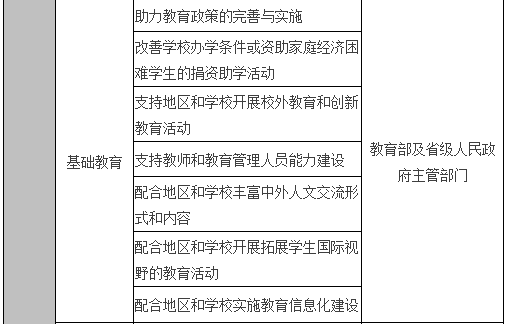 助力教育政策的完善与实施
改善学校办学条件或资助家庭经济困
难学生的捐资助学活动
支持地区和学校开展校外教育和创新
教育活动
基础教育
支持教师和教育管理人员能力建设
教育部及省级人民政
府主管部门
配合地区和学校丰富中外人文交流形
式和内容
配合地区和学校开展拓展学生国际视
野的教育活动
配合地区和学校实施教育信息化建设